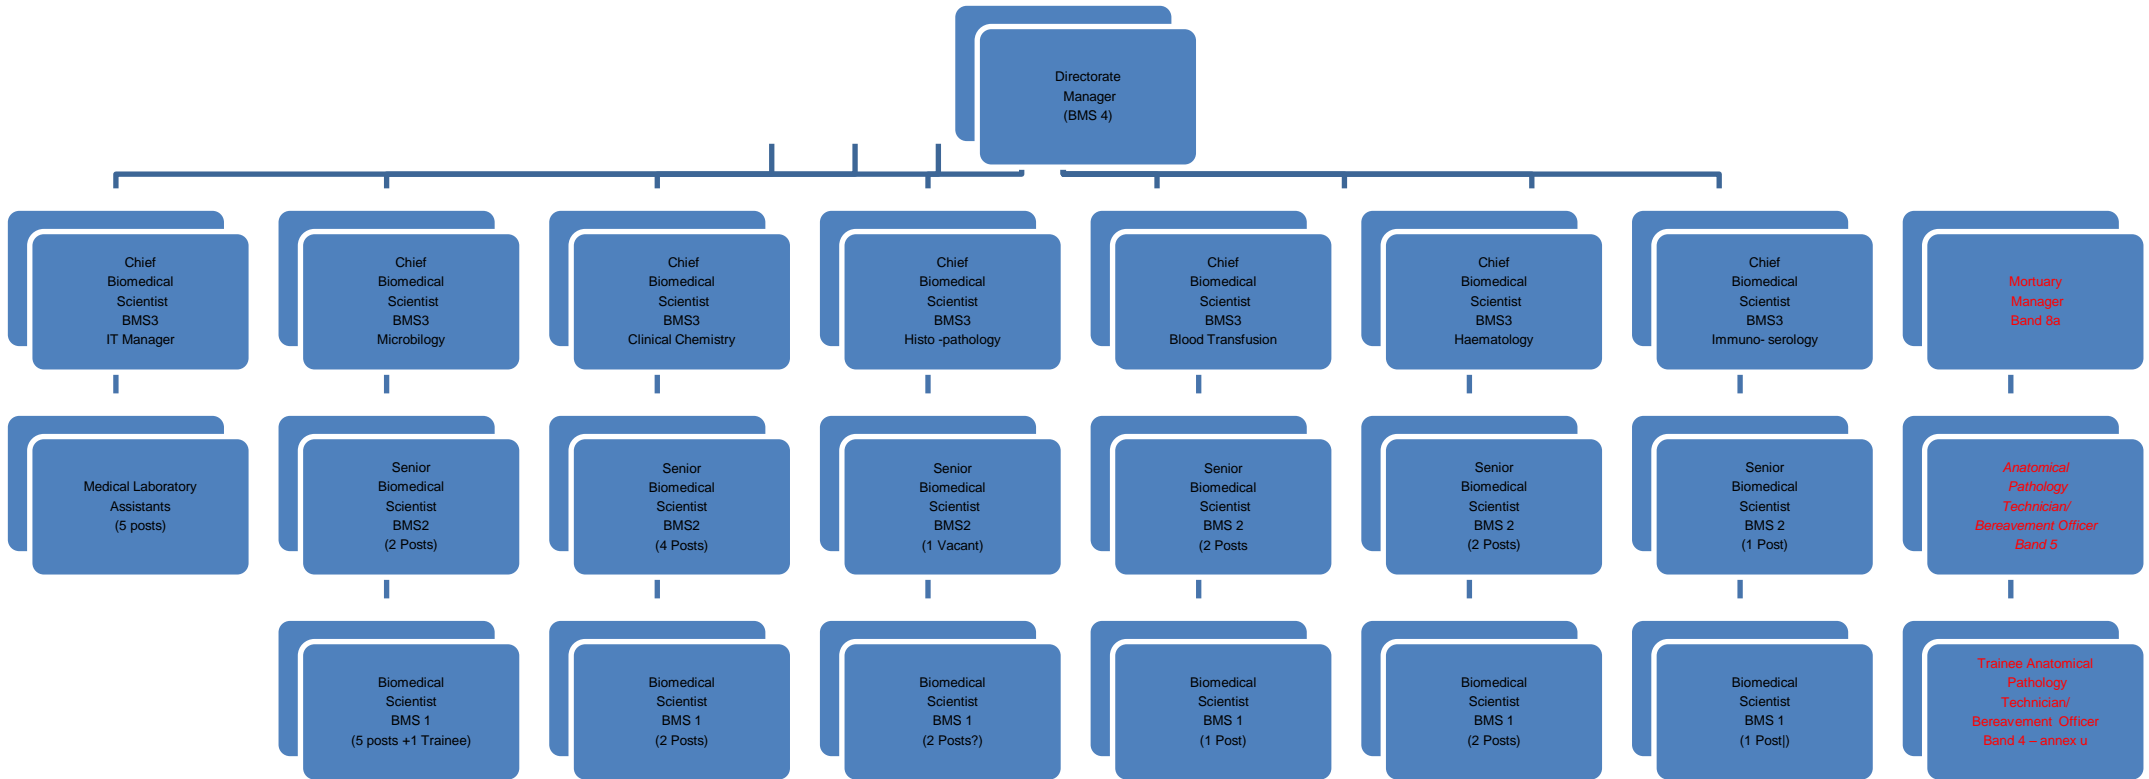 Directorate
Manager
(BMS 4)
Chief
Biomedical
Scientist
BMS3
IT Manager
Chief
Biomedical
Scientist
BMS3
Microbilogy
Chief
Biomedical
Scientist
BMS3
Clinical Chemistry
Chief
Biomedical
Scientist
BMS3
Histo -pathology
Chief
Biomedical
Scientist
BMS3
Blood Transfusion
Chief
Biomedical
Scientist
BMS3
Haematology
Chief
Biomedical
Scientist
BMS3
Immuno- serology
Mortuary
Manager
Band 8a
Medical Laboratory
Assistants
(5 posts)
Senior
Biomedical
Scientist
BMS2
(2 Posts)
Senior
Biomedical
Scientist
BMS2
(4 Posts)
Senior
Biomedical
Scientist
BMS2
(1 Vacant)
Senior
Biomedical
Scientist
BMS 2
(2 Posts
Senior
Biomedical
Scientist
BMS 2
(2 Posts)
Senior
Biomedical
Scientist
BMS 2
(1 Post)
Anatomical
Pathology
Technician/
Bereavement Officer
Band 5
Biomedical
Scientist
BMS 1
(5 posts +1 Trainee)
Biomedical
Scientist
BMS 1
(2 Posts)
Biomedical
Scientist
BMS 1
(2 Posts?)
Biomedical
Scientist
BMS 1
(1 Post)
Biomedical
Scientist
BMS 1
(2 Posts)
Biomedical
Scientist
BMS 1
(1 Post|)
Trainee Anatomical
Pathology
Technician/
Bereavement Officer
Band 4 – annex u